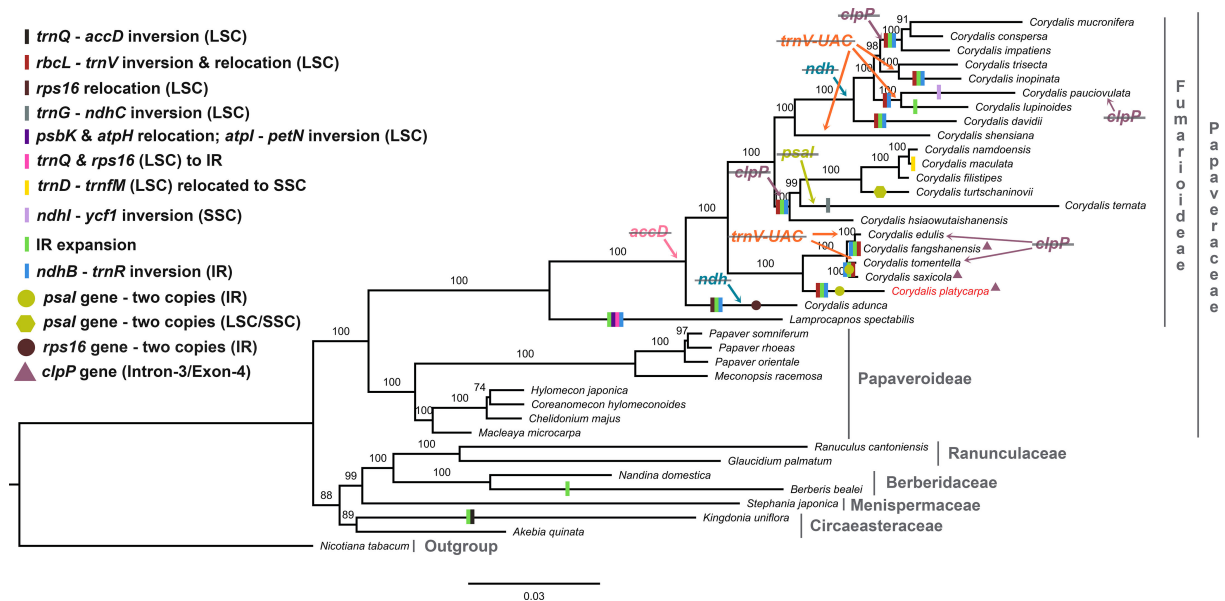 trnQ - accD inversion (LSC)
rbcL - trnV inversion & relocation (LSC)
rps16 relocation (LSC)
trnG - ndhC inversion (LSC)
psbK & atpH relocation; atpI - petN inversion (LSC)
trnQ & rps16 (LSC) to IR
trnD - trnfM (LSC) relocated to SSC
ndhI - ycf1 inversion (SSC)
IR expansion
ndhB - trnR inversion (IR)
psaI gene - two copies (IR)
psaI gene - two copies (LSC/SSC)
rps16 gene - two copies (IR)
clpP gene (Intron-3/Exon-4)
clpP
trnV-UAC
ndh
clpP
psaI
clpP
accD
trnV-UAC
clpP
ndh
91
100
98
100
100
100
100
100
100
100
100
99
100
100
100
100
100
100
100
100
100
97
100
100
100
74
100
100
100
100
100
99
88
89
Corydalis mucronifera
Corydalis conspersa
Corydalis impatiens
Corydalis trisecta
Corydalis inopinata
Corydalis pauciovulata
Corydalis lupinoides
Corydalis davidii
Corydalis shensiana
Corydalis namdoensis
Corydalis maculata
Corydalis filistipes
Corydalis turtschaninovii
Corydalis ternata
Corydalis hsiaowutaishanensis
Corydalis edulis
Corydalis fangshanensis
Corydalis tomentella
Corydalis saxicola
Corydalis platycarpa
Corydalis adunca
Lamprocapnos spectabilis
Papaver somniferum
Papaver rhoeas
Papaver orientale
Meconopsis racemosa
Hylomecon japonica
Coreanomecon hylomeconoides
Chelidonium majus
Macleaya microcarpa
Ranuculus cantoniensis
Glaucidium palmatum
Nandina domestica
Berberis bealei
Stephania japonica
Kingdonia uniflora
Akebia quinata
Nicotiana tabacum
Fumarioideae
Papaveraceae
Papaveroideae
Ranunculaceae
Berberidaceae
Menispermaceae
Circaeasteraceae
Outgroup
0.03